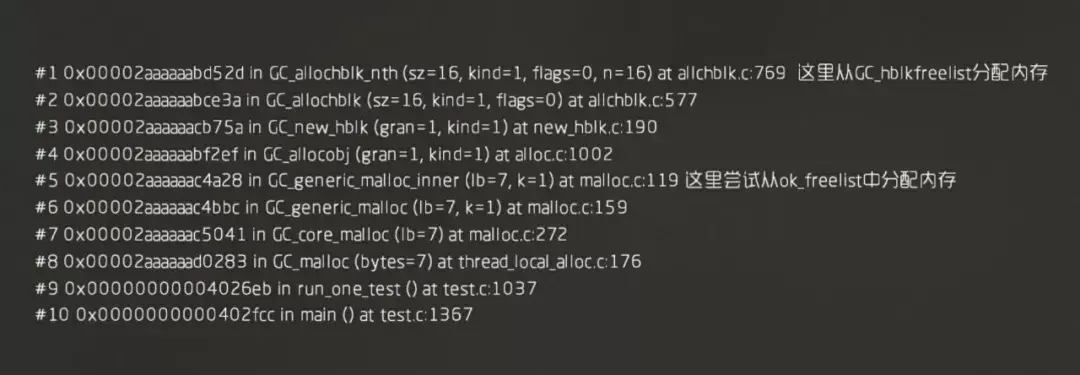 #1 0x00002aaaaaabd52d in GC_allochblk_nth (sz=16, kind=1, flags=0, n=16) at allchblk.c:769 这里从GC_hblkfreelist分配内存
#2 0x00002aaaaaabce3a in GC_allochblk (sz=16, kind=1, flags=0) at allchblk.c:577
#3 0x00002aaaaaacb75a in GC_new_hblk (gran=1, kind=1) at new_hblk.c:190
#4 0x00002aaaaaabf2ef in GC_allocobj (gran=1, kind=1) at alloc.c:1002
#5 0x00002aaaaaac4a28 in GC_generic_malloc_inner (lb=7, k=1) at malloc.c:119 这里尝试从ok_freelist中分配内存
#6 0x00002aaaaaac4bbc in GC_generic_malloc (lb=7, k=1) at malloc.c:159
#7 0x00002aaaaaac5041 in GC_core_malloc (lb=7) at malloc.c:272
#8 0x00002aaaaaad0283 in GC_malloc (bytes=7) at thread_local_alloc.c:176
#9 0x00000000004026eb in run_one_test () at test.c:1037
#10 0x0000000000402fcc in main () at test.c:1367